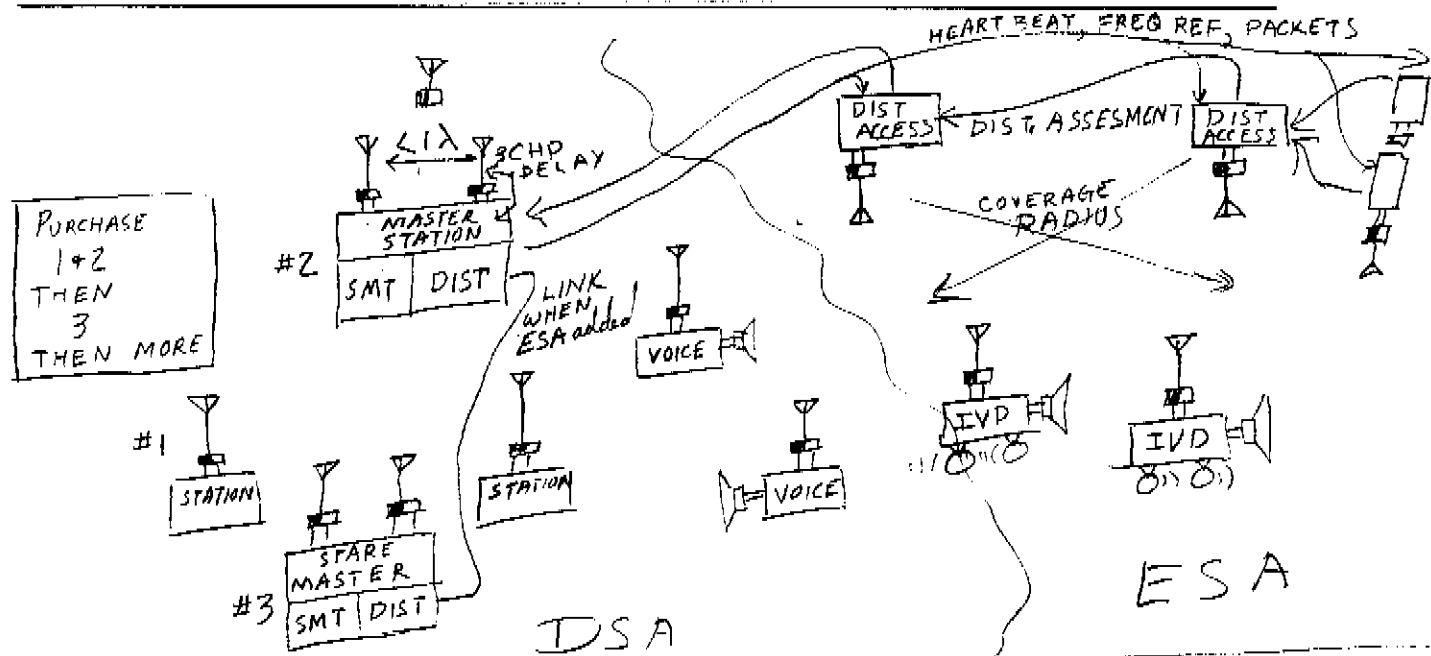 HEART BEAT, FREQ REF, PACKETS
DIST
ACCESS
DIST. ASSESMENT
DIST
ACCESS
<1λ
CHP
DELAY
COVERAGE
RADIUS
PURCHASE
1 & 2
THEN
3
THEN MORE
#2
MASTER
STATION
SMT
DIST
LINK
WHEN
ESA added
VOICE
IVD
IVD
#1
STATION
STATION
VOICE
SPARE
MASTER
#3
SMT
DIST
DSA
ESA